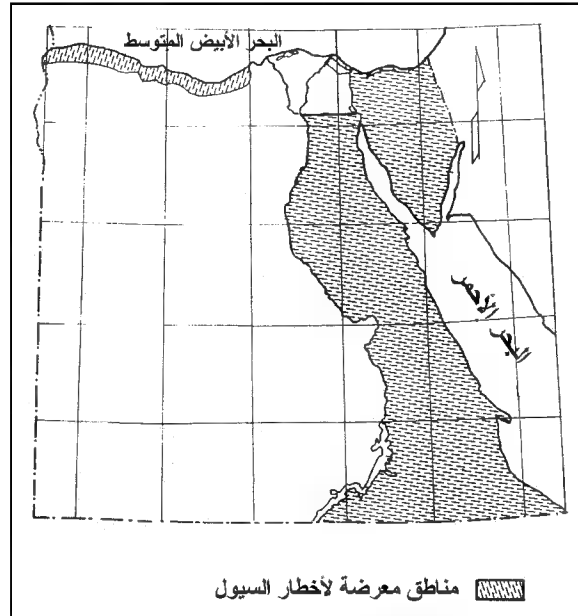 البحر الأبيض المتوسط
البحر
الأحمر
مناطق معرضة لأخطار السيول